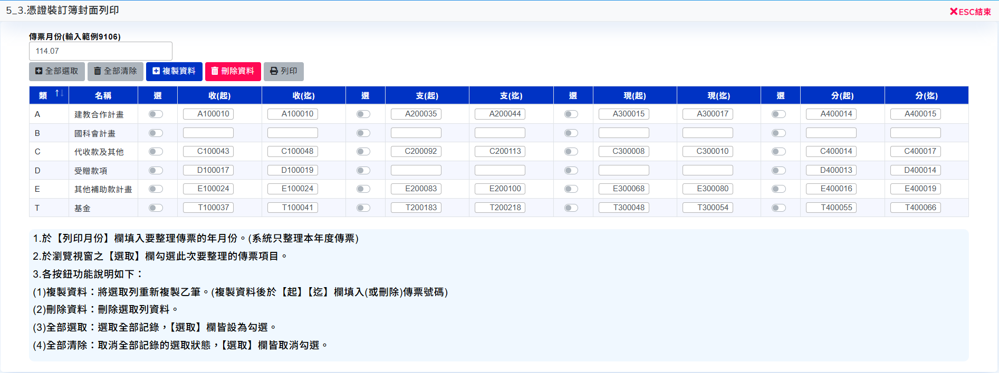 5_3.憑證裝訂簿封面列印
ESC結束
傳票月份(輸入範例9106)
114.07
全部選取 全部清除 複製資料 刪除資料 列印
類 名稱 選 收(起) 收(迄) 選 支(起) 支(迄) 選 現(起) 現(迄) 選 分(起) 分(迄)
A 建教合作計畫 A100010 A100010 A200035 A200044 A300015 A300017 A400014 A400015
B 國科會計畫
C 代收款及其他 C100043 C100048 C200092 C200113 C300008 C300010 C400014 C400017
D 受贈款項 D100017 D100019 D400013 D400014
E 其他補助款計畫 E100024 E100024 E200083 E200100 E300068 E300080 E400016 E400019
T 基金 T100037 T100041 T200183 T200218 T300048 T300054 T400055 T400066
1.於【列印月份】欄填入要整理傳票的年月份。(系統只整理本年度傳票)
2.於瀏覽視窗之【選取】欄勾選此次要整理的傳票項目。
3.各按鈕功能說明如下：
(1)複製資料：將選取列重新複製乙筆。(複製資料後於【起】【迄】欄填入(或刪除)傳票號碼)
(2)刪除資料：刪除選取列資料。
(3)全部選取：選取全部記錄，【選取】欄皆設為勾選。
(4)全部清除：取消全部記錄的選取狀態，【選取】欄皆取消勾選。